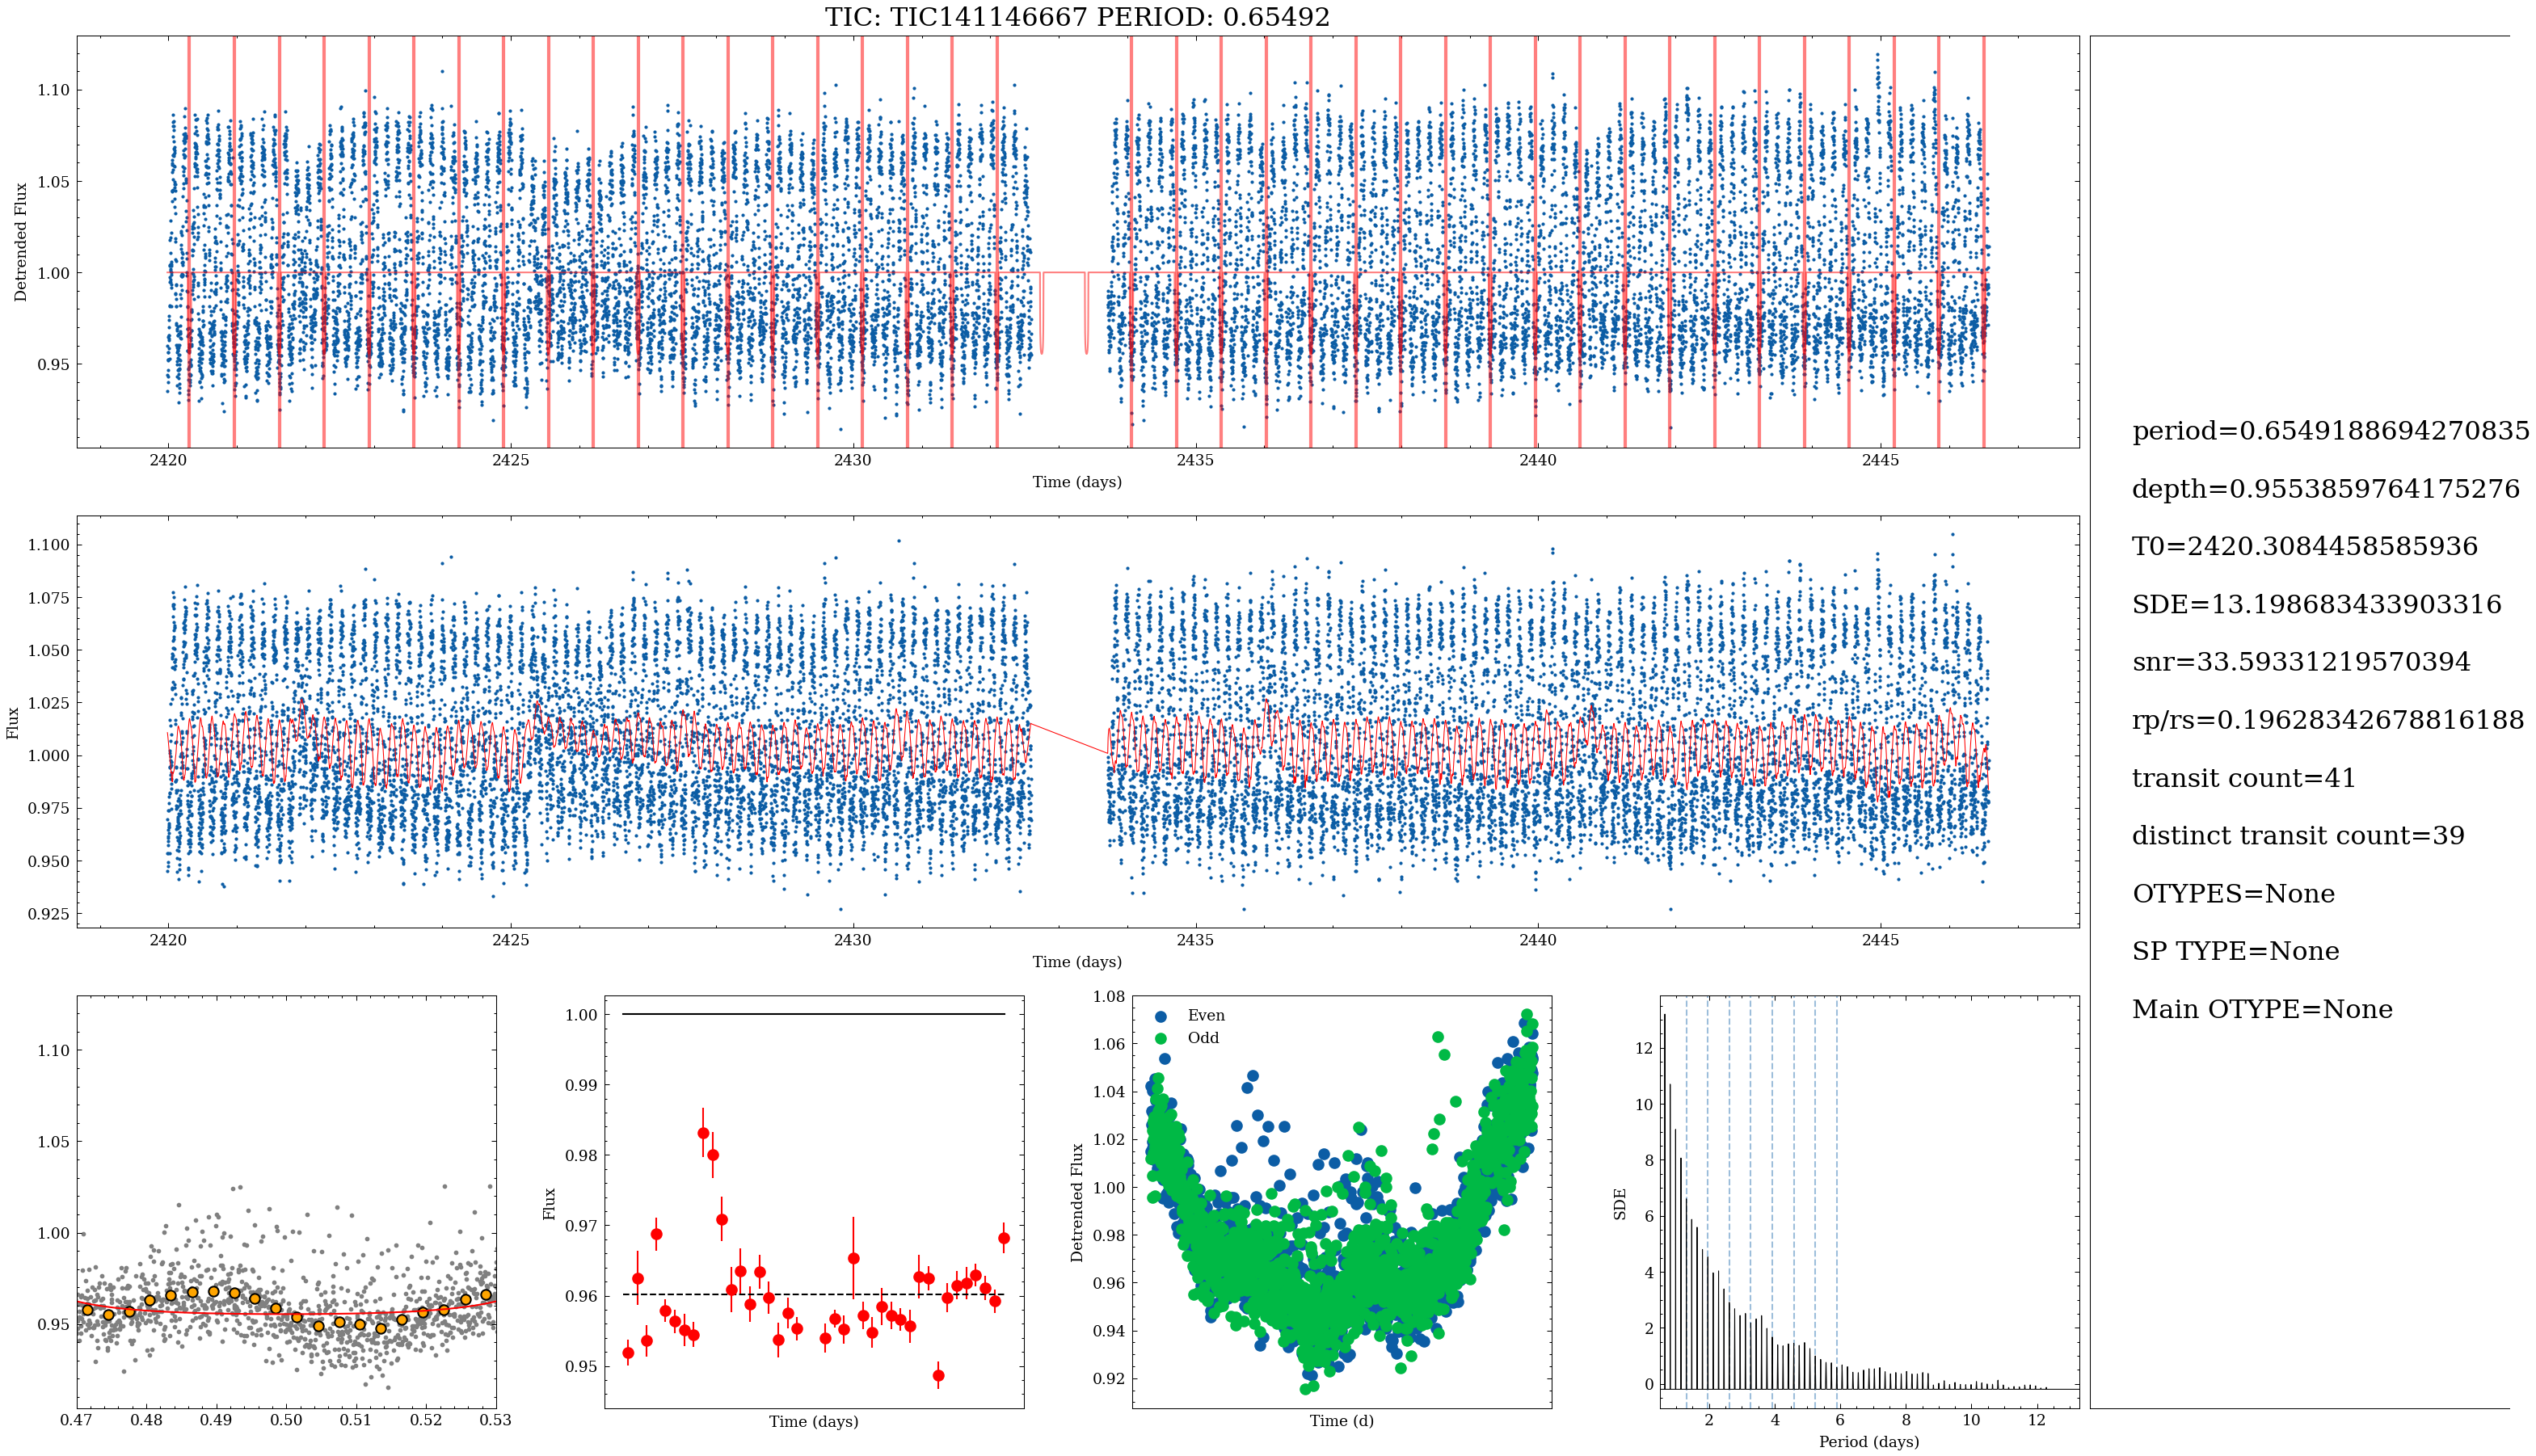 TIC: TIC141146667 PERIOD: 0.65492
1.10
1.05
1.00
0.95
Detrended Flux
2420
2425
2430
2435
2440
2445
Time (days)
1.100
1.075
1.050
1.025
1.000
0.975
0.950
0.925
Flux
2420
2425
2430
2435
2440
2445
Time (days)
period=0.6549188694270835
depth=0.9553859764175276
T0=2420.3084458585936
SDE=13.198683433903316
snr=33.59331219570394
rp/rs=0.19628342678816188
transit count=41
distinct transit count=39
OTYPES=None
SP TYPE=None
Main OTYPE=None
1.10
1.05
1.00
0.95
0.47
0.48
0.49
0.50
0.51
0.52
0.53
1.00
0.99
0.98
0.97
0.96
0.95
Flux
Time (days)
1.08
1.06
1.04
1.02
1.00
0.98
0.96
0.94
0.92
Detrended Flux
Even
Odd
Time (d)
12
10
8
6
4
2
0
SDE
2
4
6
8
10
12
Period (days)